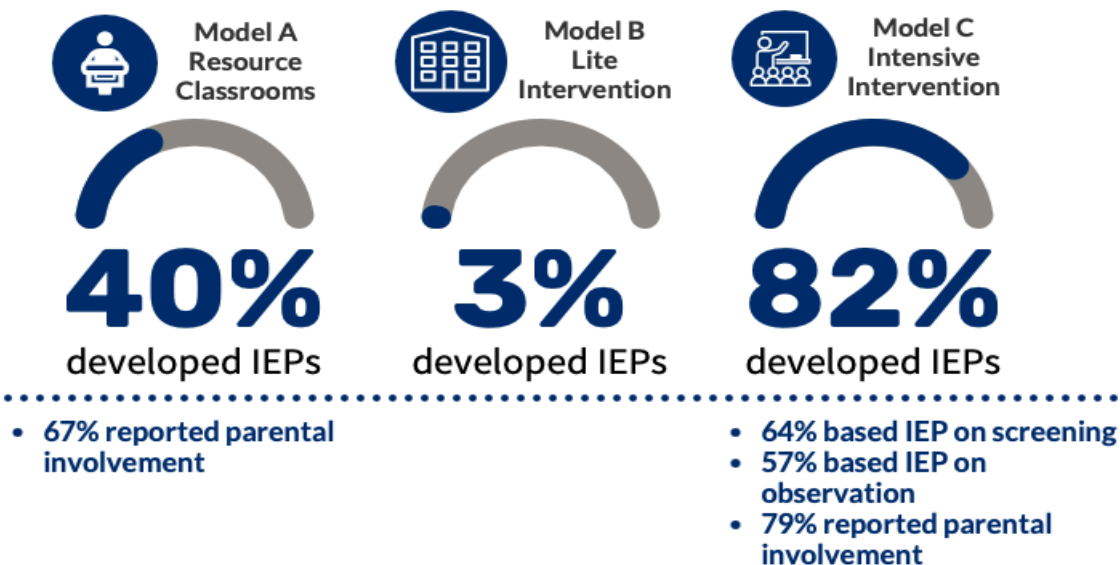 Model A
Resource
Classrooms
Model B
Lite
Intervention
Model C
Intensive
Intervention
40%
developed IEPs
3%
developed IEPs
82%
developed IEPs
• 67% reported parental
involvement
• 64% based IEP on screening
• 57% based IEP on
observation
• 79% reported parental
involvement